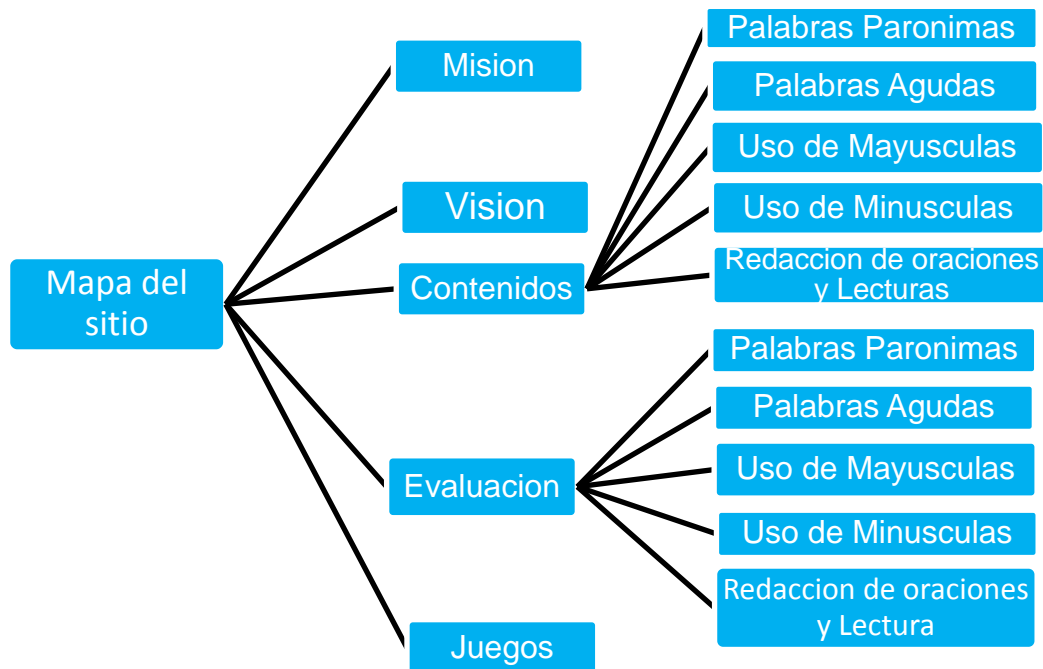 Mapa del
sitio
Mision
Vision
Contenidos
Palabras Paronimas
Palabras Agudas
Uso de Mayusculas
Uso de Minusculas
Redaccion de oraciones
y Lecturas
Evaluacion
Palabras Paronimas
Palabras Agudas
Uso de Mayusculas
Uso de Minusculas
Redaccion de oraciones
y Lectura
Juegos